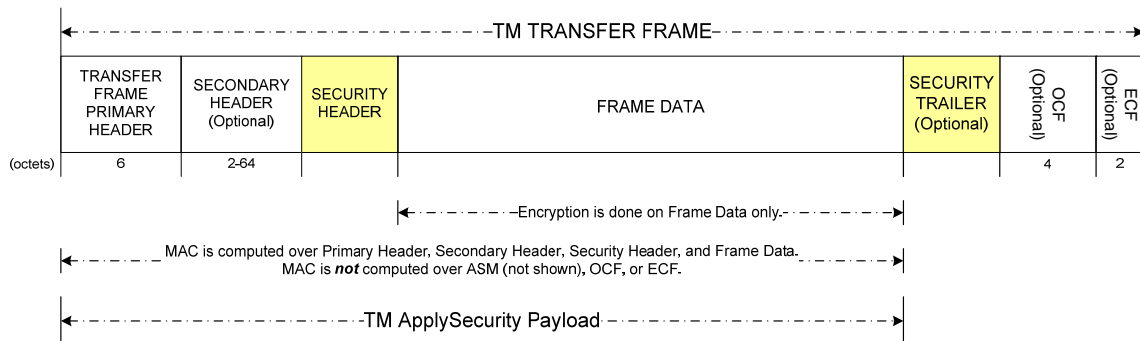 TM TRANSFER FRAME
TRANSFER
FRAME
PRIMARY
HEADER
SECONDARY
HEADER
(Optional)
SECURITY
HEADER
FRAME DATA
SECURITY
TRAILER
(Optional)
OCF
(Optional)
ECF
(Optional)
(octets)
6
2-64
4
2
Encryption is done on Frame Data only.
MAC is computed over Primary Header, Secondary Header, Security Header, and Frame Data.
MAC is not computed over ASM (not shown), OCF, or ECF.
TM ApplySecurity Payload